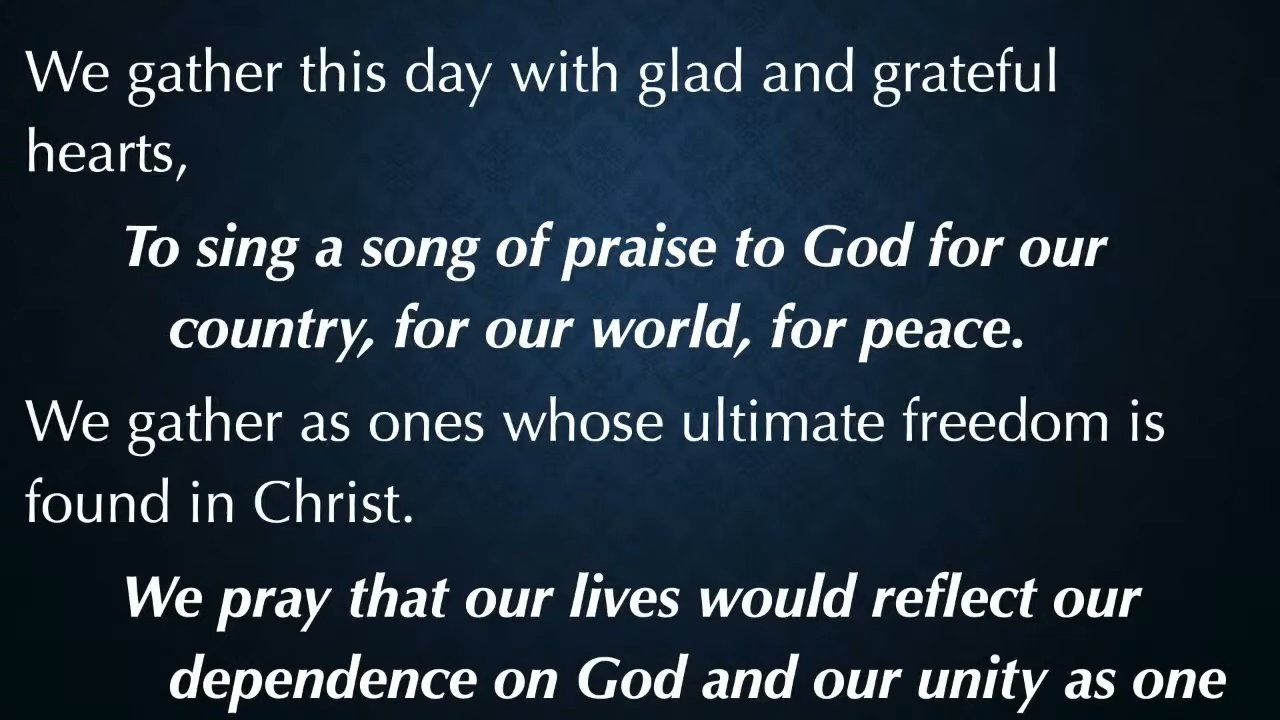 We gather this day with glad and grateful
hearts,
To sing a song of praise to God for our
country, for our world, for peace.
We gather as ones whose ultimate freedom is
found in Christ.
We pray that our lives would reflect our
dependence on God and our unity as one